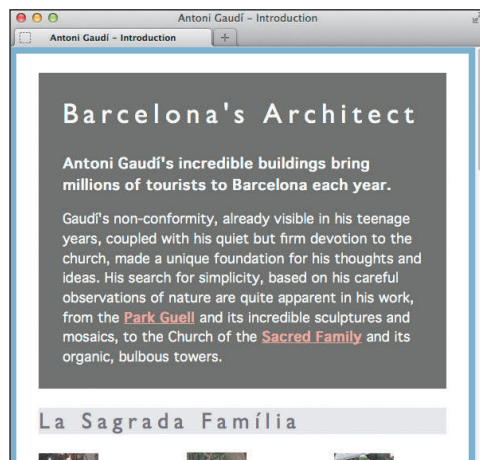 Antoni Gaudí – Introduction
Antoni Gaudí – Introduction
Barcelona's Architect
Antoni Gaudí's incredible buildings bring
millions of tourists to Barcelona each year.
Gaudí's non-conformity, already visible in his teenage
years, coupled with his quiet but firm devotion to the
church, made a unique foundation for his thoughts and
ideas. His search for simplicity, based on his careful
observations of nature are quite apparent in his work,
from the Park Guell and its incredible sculptures and
mosaics, to the Church of the Sacred Family and its
organic, bulbous towers.
La Sagrada Família